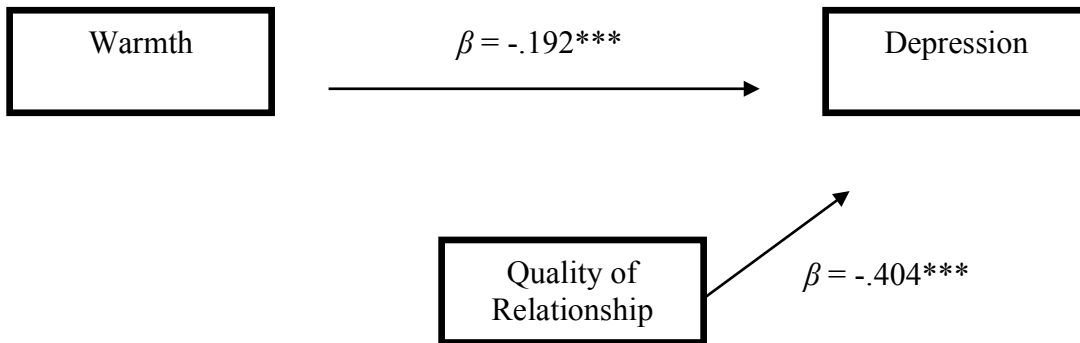 Warmth
β = -.192***
Depression
Quality of
Relationship
β = -.404***